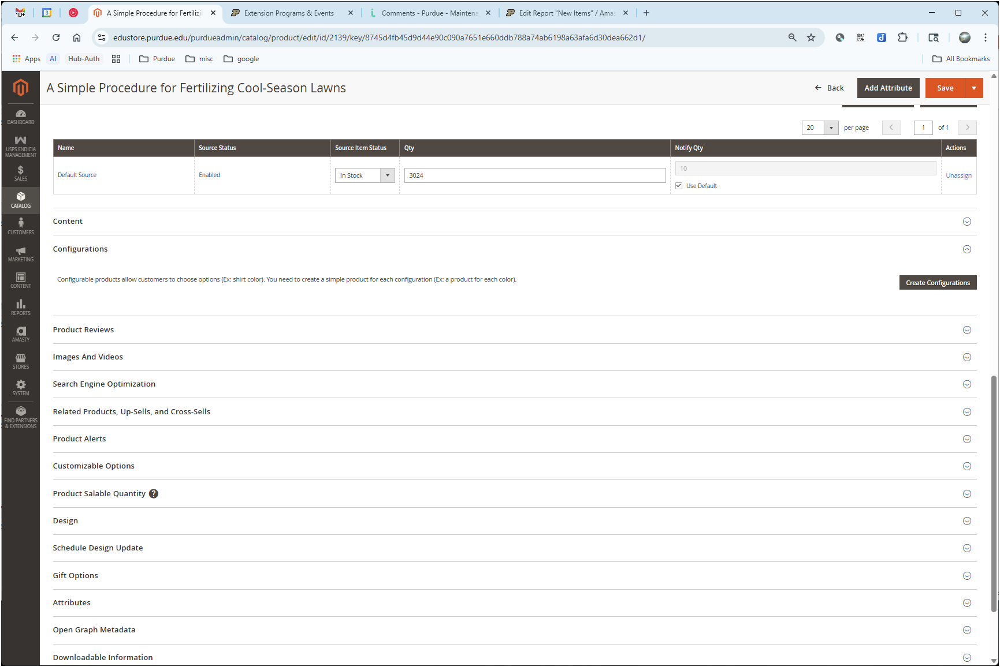 100+
3
A Simple Procedure for Fertilizi
Extension Programs & Events
Comments - Purdue - Maintena
Edit Report "New Items" / Amas
edustore.purdue.edu/purdueadmin/catalog/product/edit/id/2139/key/8745d4fb45d9d44e90c090a7651e660ddb788a74ab6198a63afa6d30dea662d1/
Apps
AI
Hub-Auth
Purdue
misc
google
All Bookmarks
A Simple Procedure for Fertilizing Cool-Season Lawns
Back
Add Attribute
Save
DASHBOARD
USPS ENDICIA
MANAGEMENT
SALES
CATALOG
CUSTOMERS
MARKETING
CONTENT
REPORTS
AMASTY
STORES
SYSTEM
FIND PARTNERS
& EXTENSIONS
20 per page 1 of 1
Name Source Status Source Item Status Qty Notify Qty Actions
Default Source Enabled In Stock 3024 10 Unassign
Use Default
Content
Configurations
Configurable products allow customers to choose options (Ex: shirt color). You need to create a simple product for each configuration (Ex: a product for each color).
Create Configurations
Product Reviews
Images And Videos
Search Engine Optimization
Related Products, Up-Sells, and Cross-Sells
Product Alerts
Customizable Options
Product Salable Quantity ?
Design
Schedule Design Update
Gift Options
Attributes
Open Graph Metadata
Downloadable Information